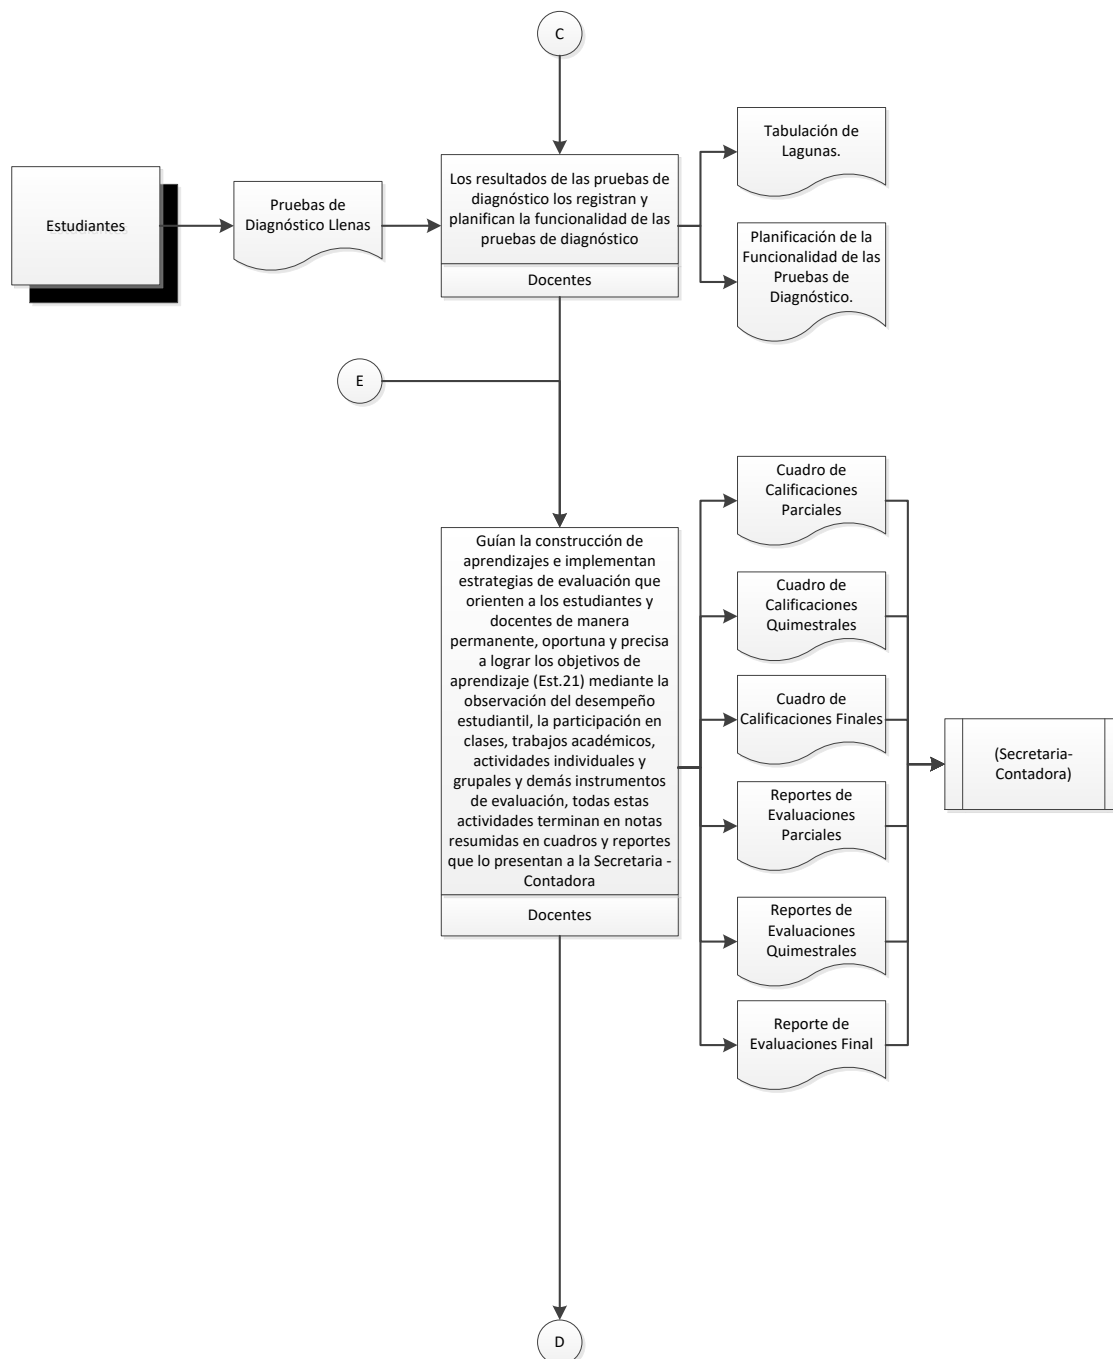 C
Estudiantes
Pruebas de
Diagnóstico Llenas
Los resultados de las pruebas de
diagnóstico los registran y
planifican la funcionalidad de las
pruebas de diagnóstico
Docentes
Tabulación de
Lagunas.
Planificación de la
Funcionalidad de las
Pruebas de
Diagnóstico.
E
Guían la construcción de
aprendizajes e implementan
estrategias de evaluación que
orienten a los estudiantes y
docentes de manera
permanente, oportuna y precisa
a lograr los objetivos de
aprendizaje (Est.21) mediante la
observación del desempeño
estudiantil, la participación en
clases, trabajos académicos,
actividades individuales y
grupales y demás instrumentos
de evaluación, todas estas
actividades terminan en notas
resumidas en cuadros y reportes
que lo presentan a la Secretaria -
Contadora
Docentes
Cuadro de
Calificaciones
Parciales
Cuadro de
Calificaciones
Quimestrales
Cuadro de
Calificaciones Finales
Reportes de
Evaluaciones
Parciales
Reportes de
Evaluaciones
Quimestrales
Reporte de
Evaluaciones Final
(Secretaria-
Contadora)
D